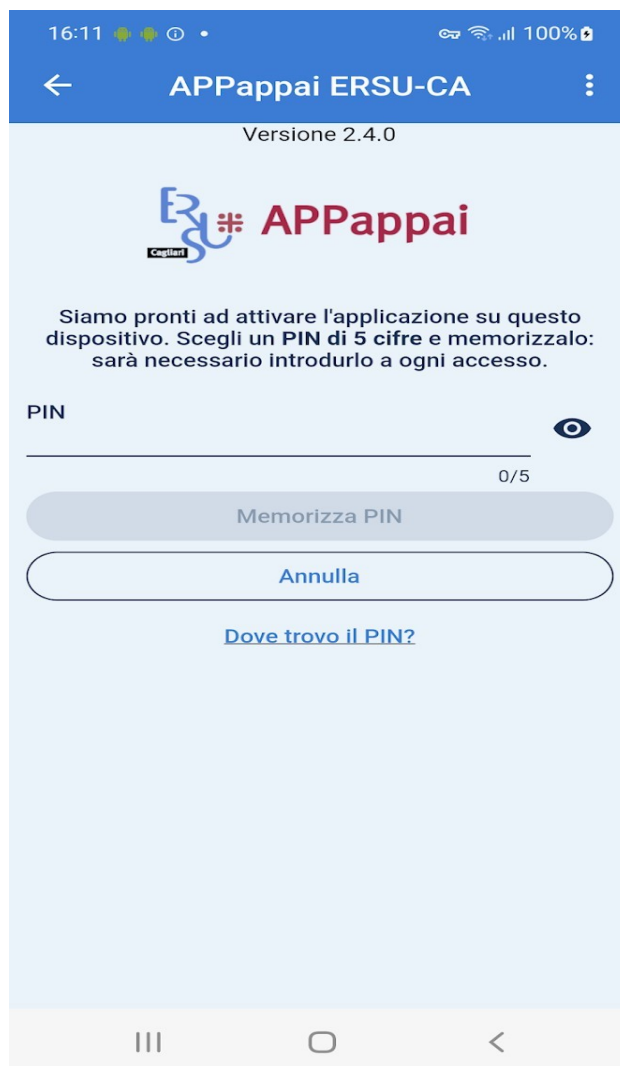 16:11
100%
APPappai ERSU-CA
Versione 2.4.0
ERSU
Cagliari
APPappai
Siamo pronti ad attivare l'applicazione su questo
dispositivo. Scegli un PIN di 5 cifre e memorizzalo:
sarà necessario introdurlo a ogni accesso.
PIN
0/5
Memorizza PIN
Annulla
Dove trovo il PIN?